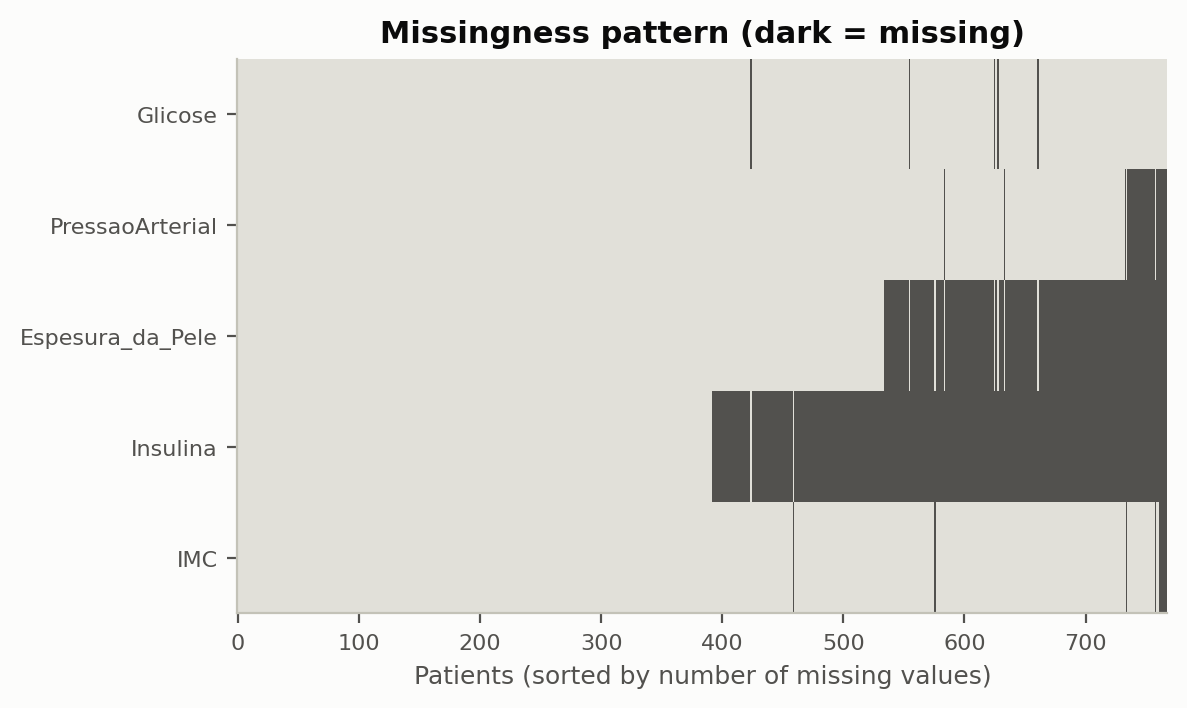 Missingness pattern (dark = missing)
Glicose
PressaoArterial
Espesura_da_Pele
Insulina
IMC
0 100 200 300 400 500 600 700
Patients (sorted by number of missing values)